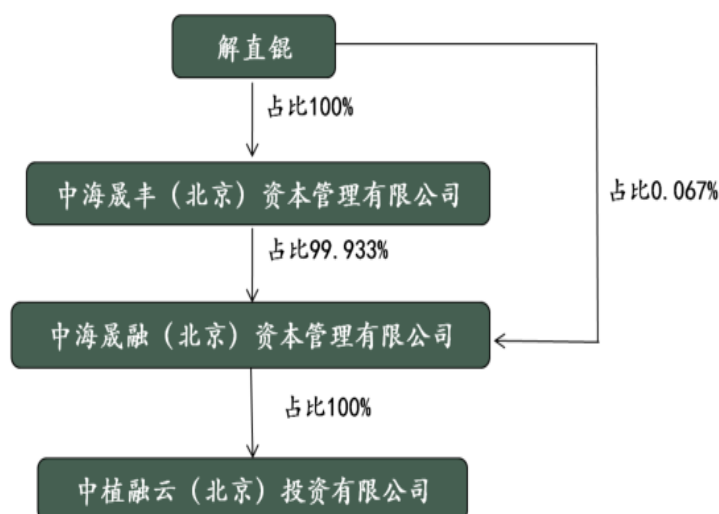 解直锟
占比100%
中海晟丰（北京）资本管理有限公司
占比0.067%
占比99.933%
中海晟融（北京）资本管理有限公司
占比100%
中植融云（北京）投资有限公司